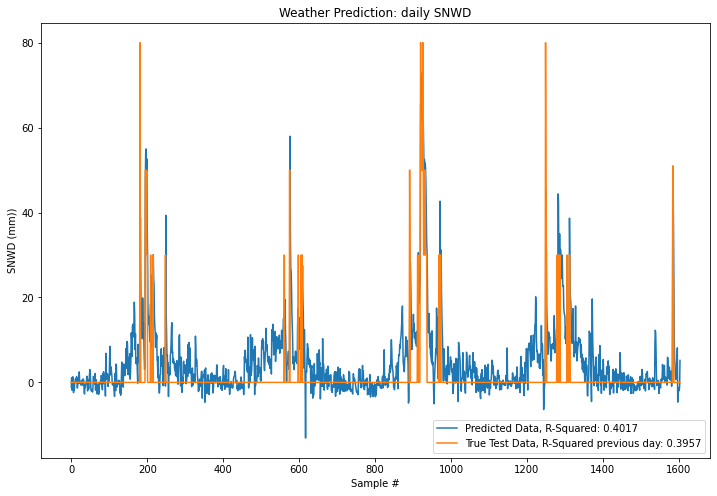 Weather Prediction: daily SNWD
SNWD (mm))
80
60
40
20
0
0 200 400 600 800 1000 1200 1400 1600
Sample #
Predicted Data, R-Squared: 0.4017
True Test Data, R-Squared previous day: 0.3957